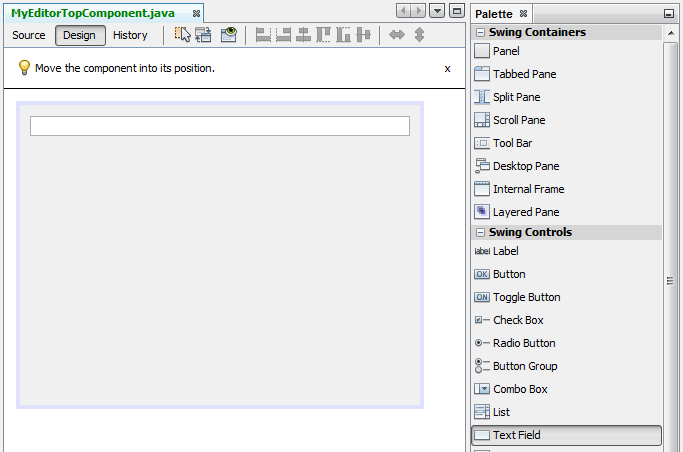 MyEditorTopComponent.java
Source Design History
Move the component into its position.
x
Palette
Swing Containers
Panel
Tabbed Pane
Split Pane
Scroll Pane
Tool Bar
Desktop Pane
Internal Frame
Layered Pane
Swing Controls
label Label
OK Button
ON Toggle Button
Check Box
Radio Button
Button Group
Combo Box
List
Text Field